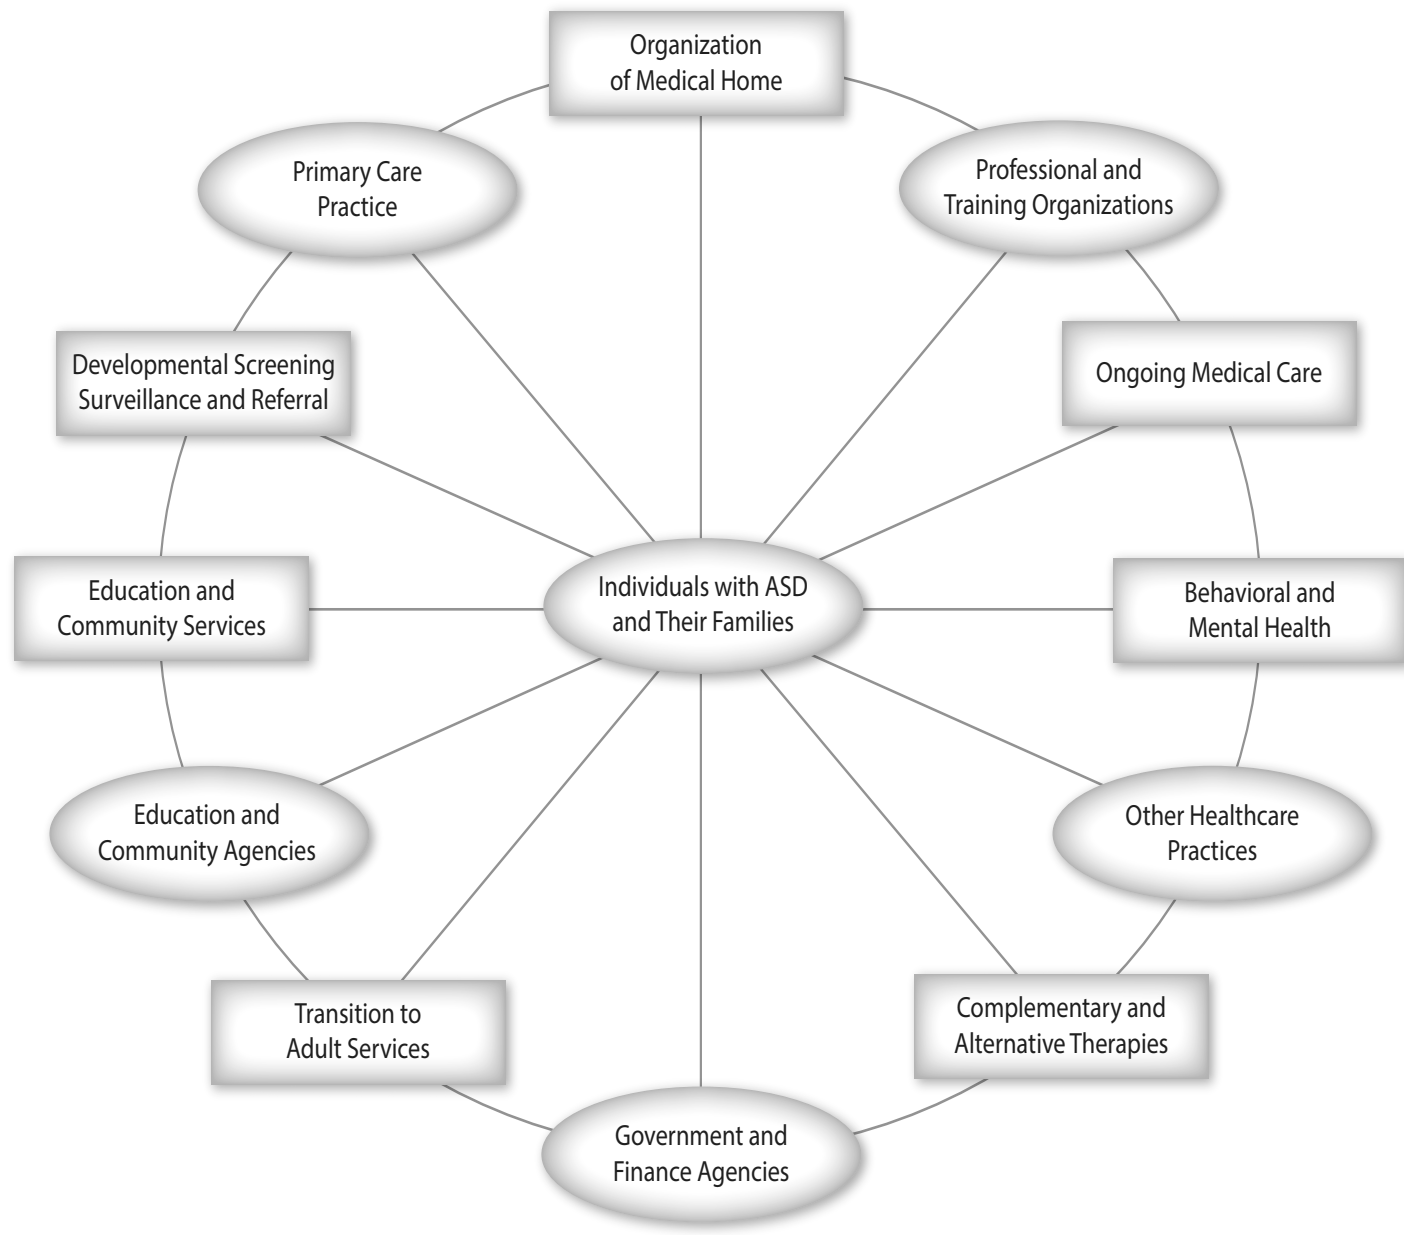 Organization
of Medical Home
Primary Care
Practice
Professional and
Training Organizations
Developmental Screening
Surveillance and Referral
Ongoing Medical Care
Education and
Community Services
Individuals with ASD
and Their Families
Behavioral and
Mental Health
Education and
Community Agencies
Other Healthcare
Practices
Transition to
Adult Services
Complementary and
Alternative Therapies
Government and
Finance Agencies